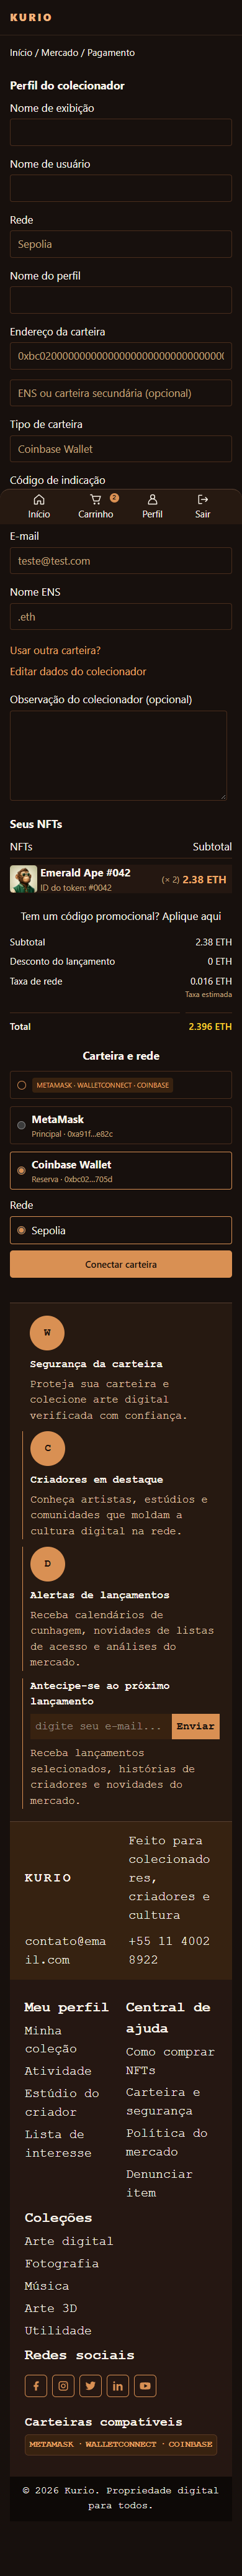 KURIO
Início / Mercado / Pagamento
Perfil do colecionador
Nome de exibição
Nome de usuário
Rede
Sepolia
Nome do perfil
Endereço da carteira
ENS ou carteira secundária (opcional)
Tipo de carteira
Coinbase Wallet
Código de indicação
2
Início Carrinho Perfil Sair
E-mail
teste@test.com
Nome ENS
.eth
Usar outra carteira?
Editar dados do colecionador
Observação do colecionador (opcional)
Seus NFTs
NFTs Subtotal
Emerald Ape #042
ID do token: #0042
(× 2) 2.38 ETH
Tem um código promocional? Aplique aqui
Subtotal 2.38 ETH
Desconto do lançamento 0 ETH
Taxa de rede 0.016 ETH
Taxa estimada
Total 2.396 ETH
Carteira e rede
METAMASK · WALLETCONNECT · COINBASE
MetaMask
Principal · 0xa91f...e82c
Coinbase Wallet
Reserva · 0xbc02...705d
Rede
Sepolia
Conectar carteira
W
Segurança da carteira
Proteja sua carteira e
colecione arte digital
verificada com confiança.
C
Criadores em destaque
Conheça artistas, estúdios e
comunidades que moldam a
cultura digital na rede.
D
Alertas de lançamentos
Receba calendários de
cunhagem, novidades de listas
de acesso e análises do
mercado.
Antecipe-se ao próximo
lançamento
digite seu e-mail... Enviar
Receba lançamentos
selecionados, histórias de
criadores e novidades do
mercado.
KURIO
Feito para
colecionado
res,
criadores e
cultura
contato@ema
il.com
+55 11 4002
8922
Meu perfil
Minha
coleção
Atividade
Estúdio do
criador
Lista de
interesse
Central de
ajuda
Como comprar
NFTs
Carteira e
segurança
Política do
mercado
Denunciar
item
Coleções
Arte digital
Fotografia
Música
Arte 3D
Utilidade
Redes sociais
Carteiras compatíveis
METAMASK · WALLETCONNECT · COINBASE
© 2026 Kurio. Propriedade digital
para todos.